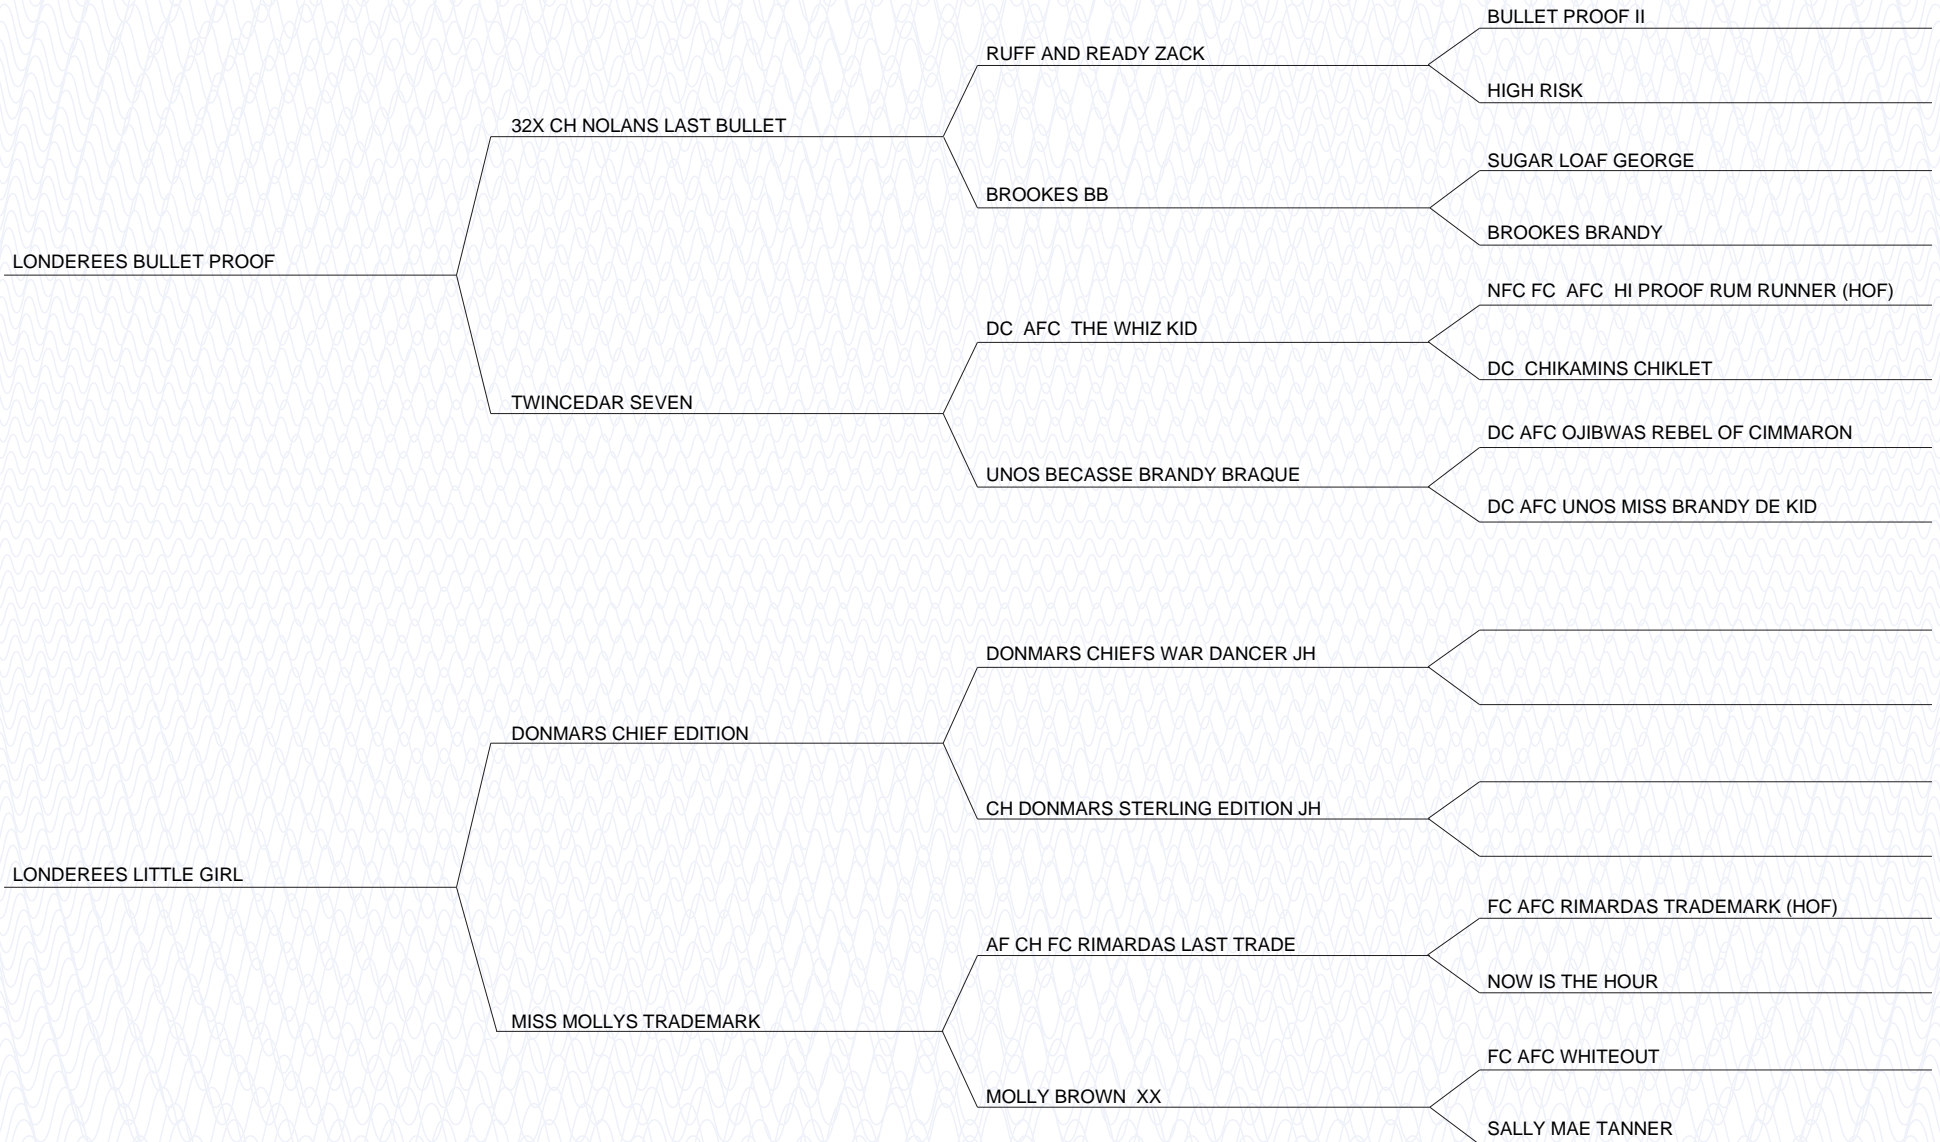 BULLET PROOF II
RUFF AND READY ZACK
HIGH RISK
32X CH NOLANS LAST BULLET
SUGAR LOAF GEORGE
BROOKES BB
BROOKES BRANDY
LONDEREES BULLET PROOF
NFC FC  AFC  HI PROOF RUM RUNNER (HOF)
DC  AFC  THE WHIZ KID
DC  CHIKAMINS CHIKLET
TWINCEDAR SEVEN
DC AFC OJIBWAS REBEL OF CIMMARON
UNOS BECASSE BRANDY BRAQUE
DC AFC UNOS MISS BRANDY DE KID
DONMARS CHIEFS WAR DANCER JH
DONMARS CHIEF EDITION
CH DONMARS STERLING EDITION JH
LONDEREES LITTLE GIRL
FC AFC RIMARDAS TRADEMARK (HOF)
AF CH FC RIMARDAS LAST TRADE
NOW IS THE HOUR
MISS MOLLYS TRADEMARK
FC AFC WHITEOUT
MOLLY BROWN  XX
SALLY MAE TANNER